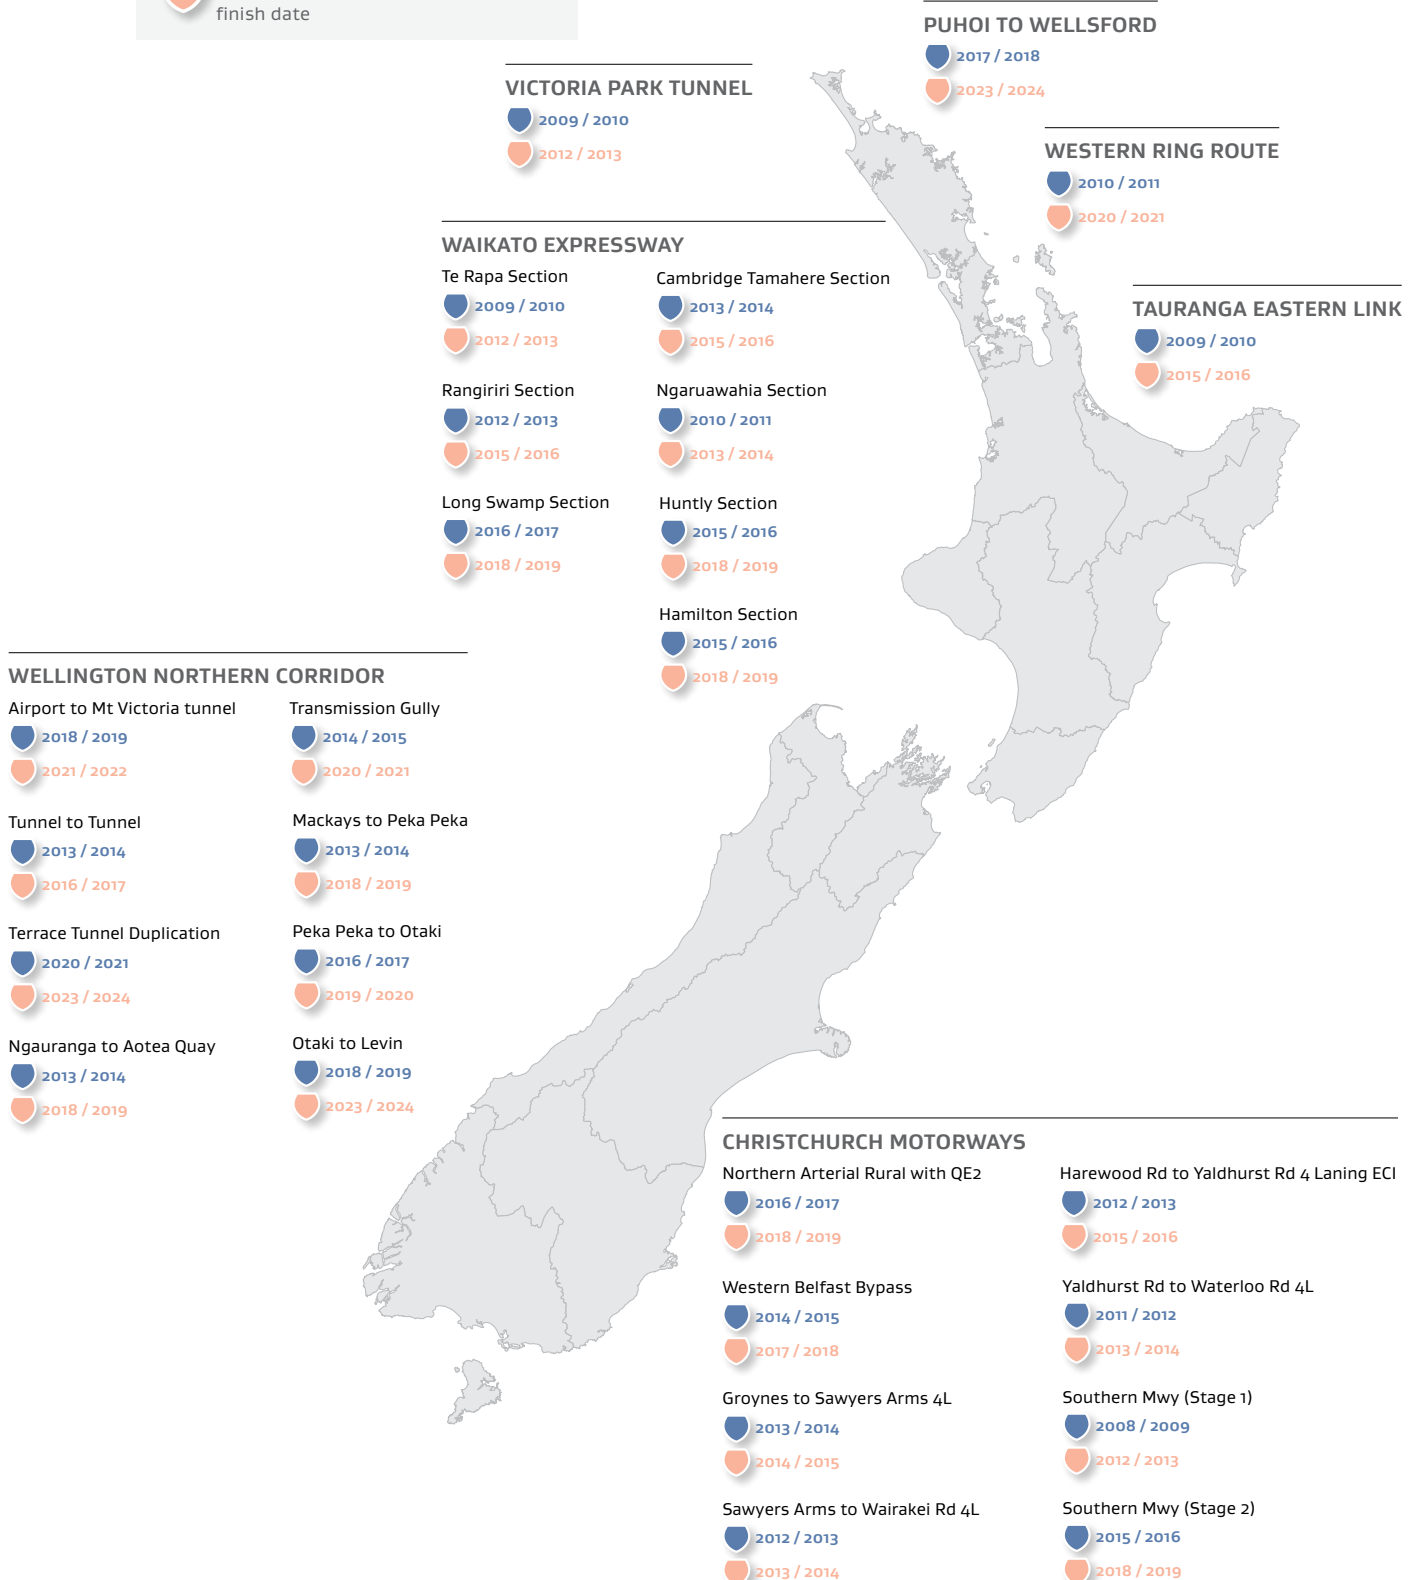 finish date
PUHOI TO WELLSFORD
2017 / 2018
2023 / 2024
VICTORIA PARK TUNNEL
2009 / 2010
2012 / 2013
WESTERN RING ROUTE
2010 / 2011
2020 / 2021
WAIKATO EXPRESSWAY
Te Rapa Section
2009 / 2010
2012 / 2013
Cambridge Tamahere Section
2013 / 2014
2015 / 2016
Rangiriri Section
2012 / 2013
2015 / 2016
Ngaruawahia Section
2010 / 2011
2013 / 2014
Long Swamp Section
2016 / 2017
2018 / 2019
Huntly Section
2015 / 2016
2018 / 2019
Hamilton Section
2015 / 2016
2018 / 2019
TAURANGA EASTERN LINK
2009 / 2010
2015 / 2016
WELLINGTON NORTHERN CORRIDOR
Airport to Mt Victoria tunnel
2018 / 2019
2021 / 2022
Transmission Gully
2014 / 2015
2020 / 2021
Tunnel to Tunnel
2013 / 2014
2016 / 2017
Mackays to Peka Peka
2013 / 2014
2018 / 2019
Terrace Tunnel Duplication
2020 / 2021
2023 / 2024
Peka Peka to Otaki
2016 / 2017
2019 / 2020
Ngauranga to Aotea Quay
2013 / 2014
2018 / 2019
Otaki to Levin
2018 / 2019
2023 / 2024
CHRISTCHURCH MOTORWAYS
Northern Arterial Rural with QE2
2016 / 2017
2018 / 2019
Harewood Rd to Yaldhurst Rd 4 Laning ECI
2012 / 2013
2015 / 2016
Western Belfast Bypass
2014 / 2015
2017 / 2018
Yaldhurst Rd to Waterloo Rd 4L
2011 / 2012
2013 / 2014
Groynes to Sawyers Arms 4L
2013 / 2014
2014 / 2015
Southern Mwy (Stage 1)
2008 / 2009
2012 / 2013
Sawyers Arms to Wairakei Rd 4L
2012 / 2013
2013 / 2014
Southern Mwy (Stage 2)
2015 / 2016
2018 / 2019